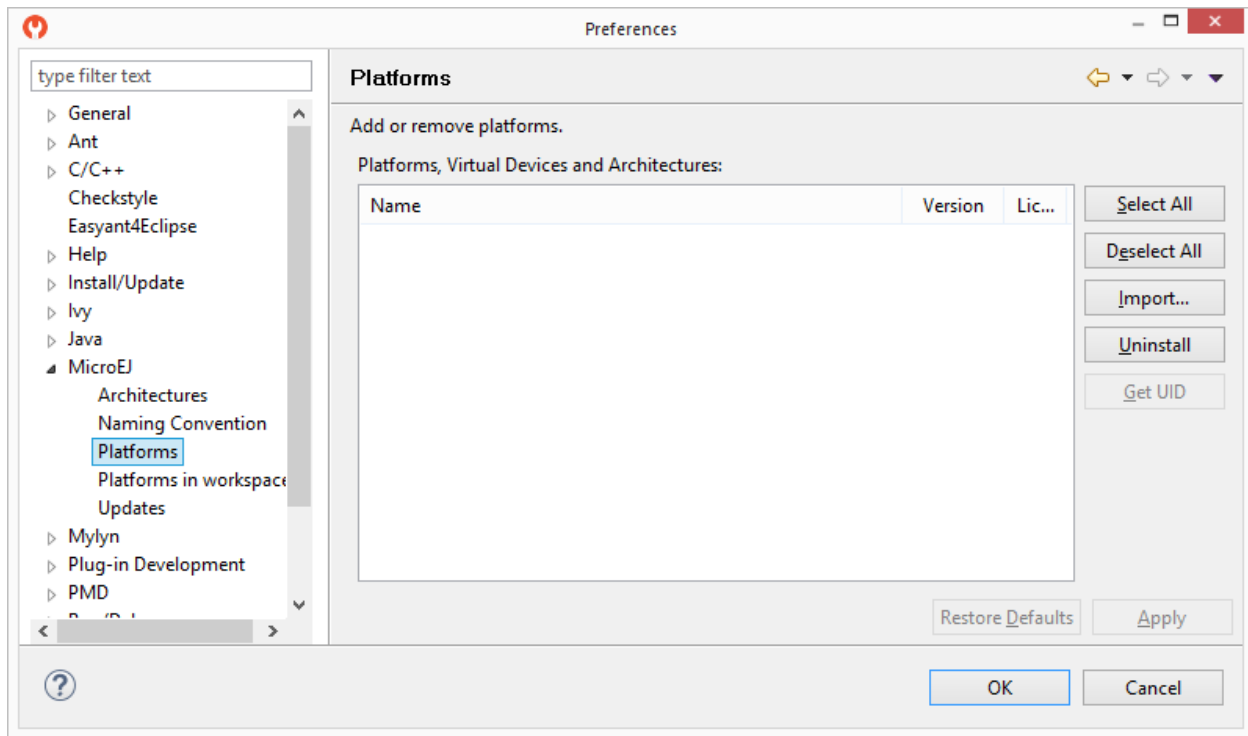 Preferences
type filter text
General
Ant
C/C++
Checkstyle
Easyant4Eclipse
Help
Install/Update
Ivy
Java
MicroEJ
Architectures
Naming Convention
Platforms
Platforms in workspace
Updates
Mylyn
Plug-in Development
PMD
Platforms
Add or remove platforms.
Platforms, Virtual Devices and Architectures:
Name Version Lic...
Select All
Deselect All
Import...
Uninstall
Get UID
Restore Defaults Apply
OK Cancel